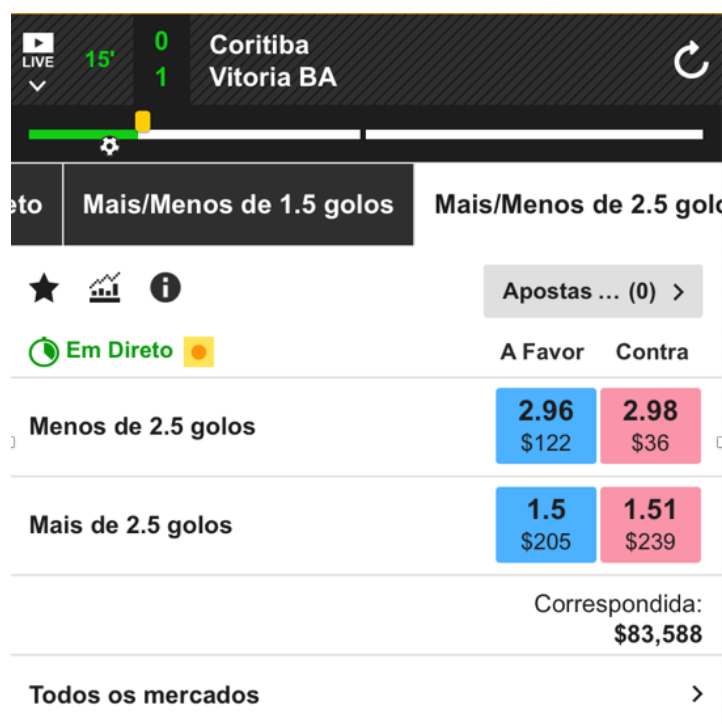 LIVE
15'
0 Coritiba
1 Vitoria BA
Mais/Menos de 1.5 golos
Mais/Menos de 2.5
Apostas ... (0) >
Em Direto
A Favor Contra
Menos de 2.5 golos
2.96 2.98
$122 $36
Mais de 2.5 golos
1.5 1.51
$205 $239
Correspondida:
$83,588
Todos os mercados >